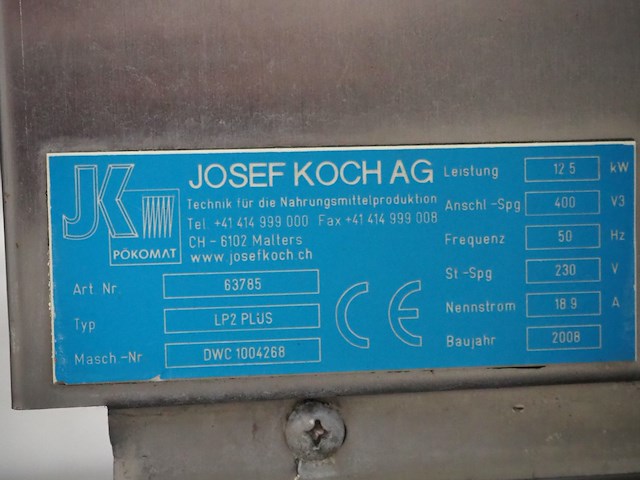 JK
PÖKOMAT
JOSEF KOCH AG
Technik für die Nahrungsmittelproduktion
Tel. +41 414 999 000 Fax +41 414 999 008
CH - 6102 Malters
www.josefkoch.ch
Art. Nr. 63785
Typ LP2 PLUS
Masch.-Nr DWC 1004268
CE
Leistung 12.5 kW
Anschl.-Spg 400 V3
Frequenz 50 Hz
St.-Spg 230 V
Nennstrom 18.9 A
Baujahr 2008